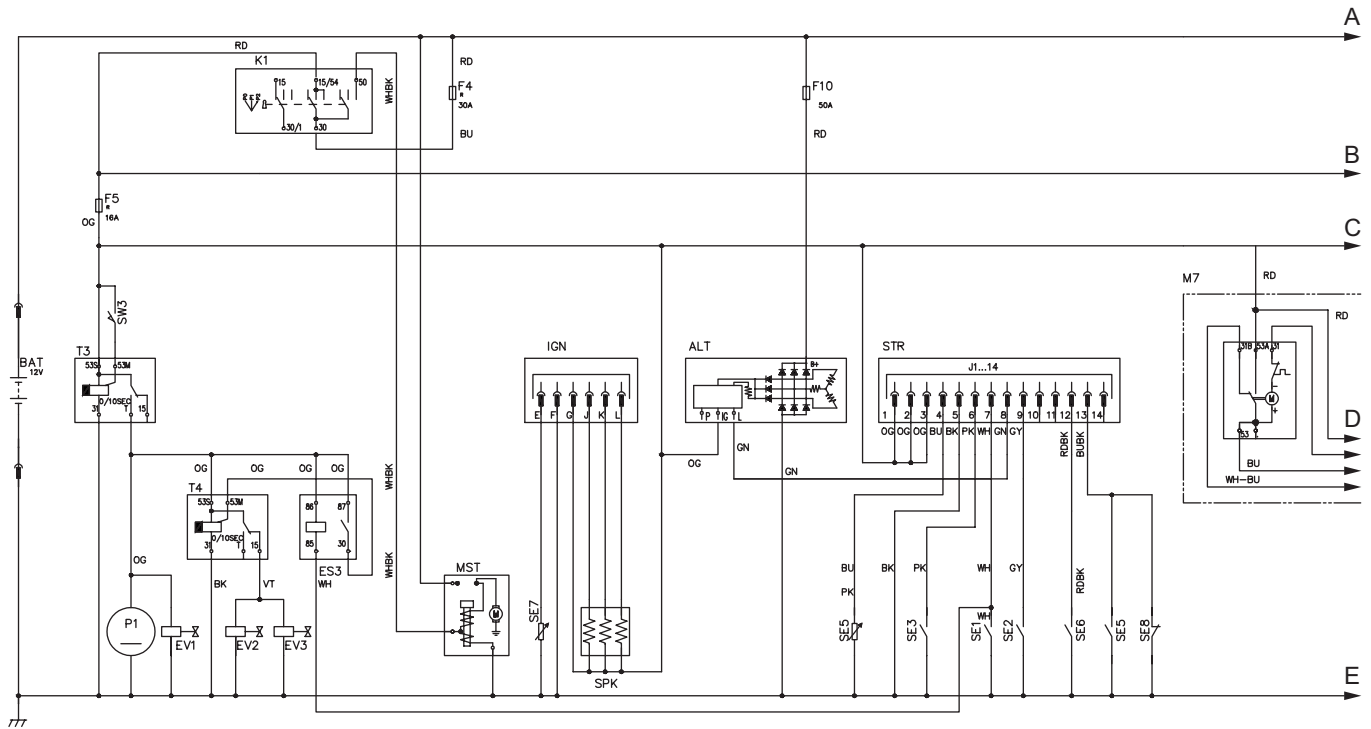 A
RD
K1
15
15/54
50
WHBK
RD
F4
30A
BU
F10
50A
RD
30/1
30
B
F5
16A
OG
C
SW3
M7
RD
RD
BAT
12V
T3
53S
53M
0/10SEC
31
T
15
IGN
E
F
G
J
K
L
ALT
B+
P
IG
L
STR
J1...14
1
2
3
4
5
6
7
8
9
10
11
12
13
14
OG
OG
OG
BU
BK
PK
WH
GN
GY
RDBK
BUBK
31B
53A
31
M
-
+
53
D
BU
WH-BU
OG
GN
GN
OG
OG
OG
OG
WHBK
T4
53S
53M
0/10SEC
31
T
15
86
87
85
30
ES3
OG
BK
VT
WH
WHBK
MST
M
SE7
BU
PK
BK
PK
WH
GY
RDBK
WH
P1
EV1
EV2
EV3
SPK
SE5
SE3
SE1
SE2
SE6
SE5
SE8
E